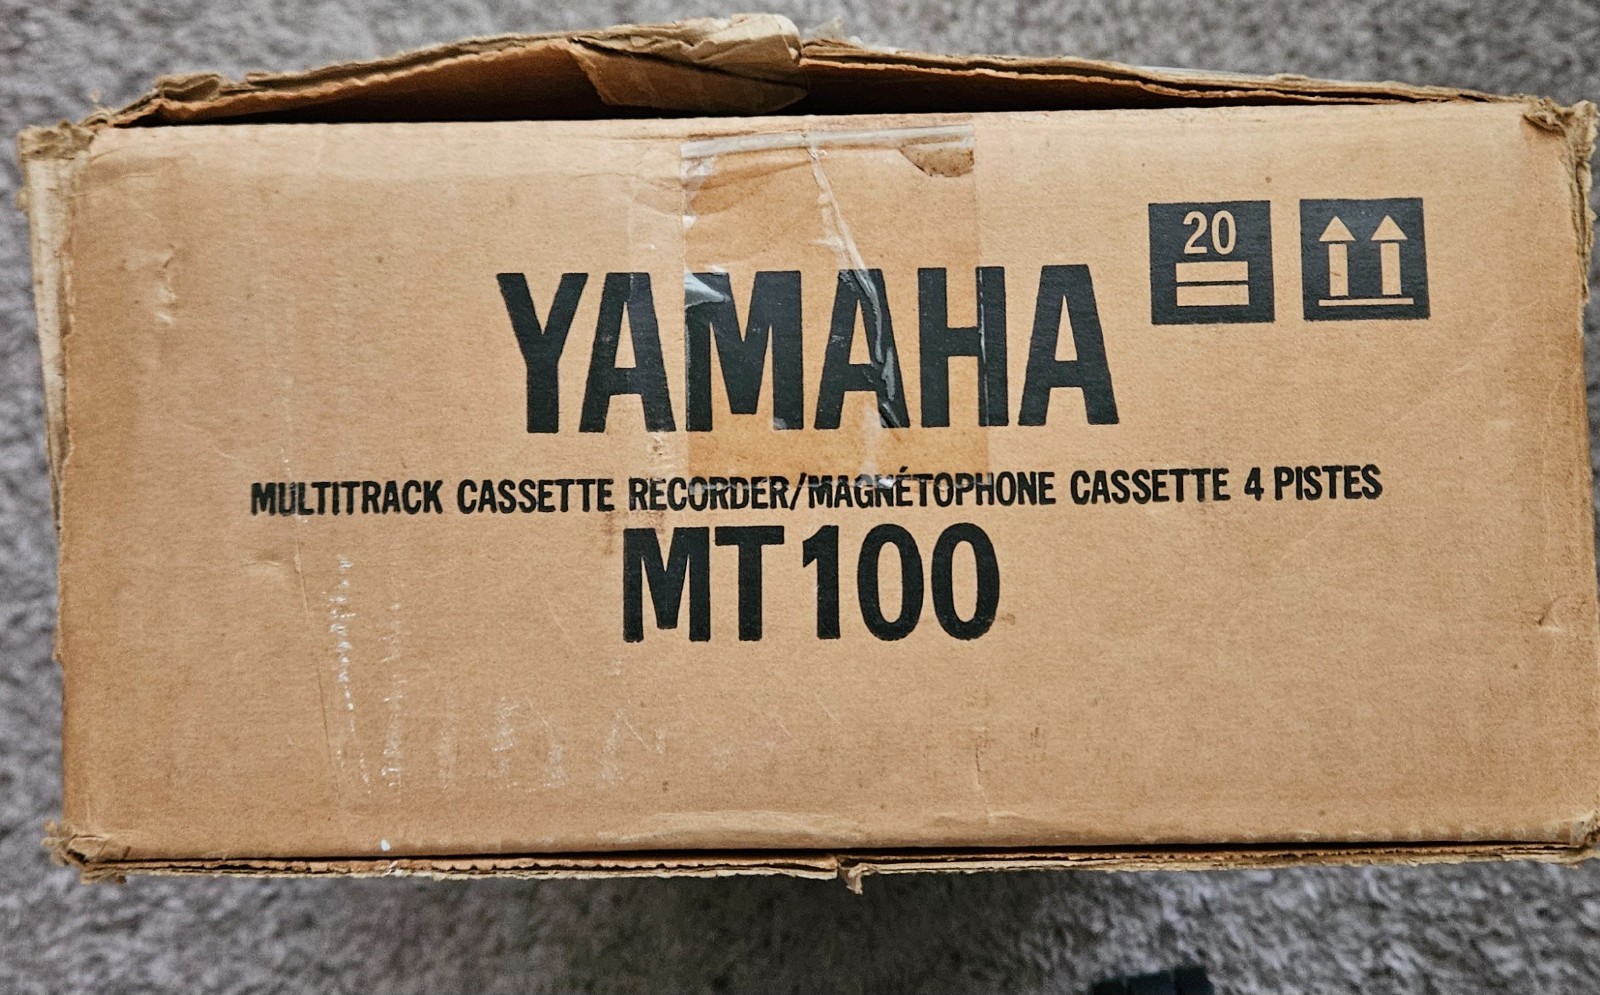 20
YAMAHA
MULTITRACK CASSETTE RECORDER/MAGNÉTOPHONE CASSETTE 4 PISTES
MT100